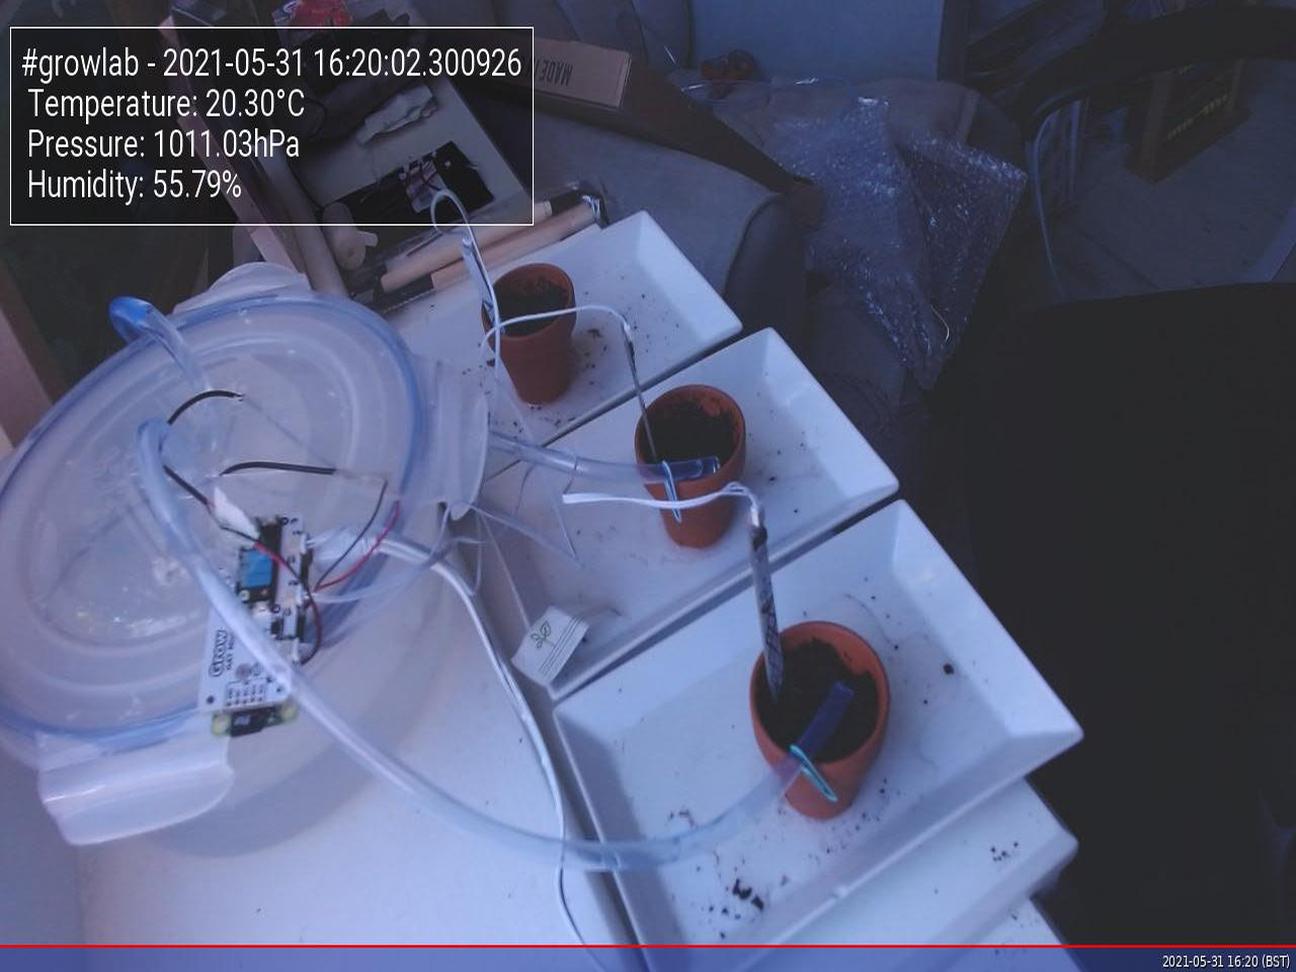 #growlab - 2021-05-31 16:20:02.300926
Temperature: 20.30°C
Pressure: 1011.03hPa
Humidity: 55.79%
MADE
Grow
2021-05-31 16:20 (BST)